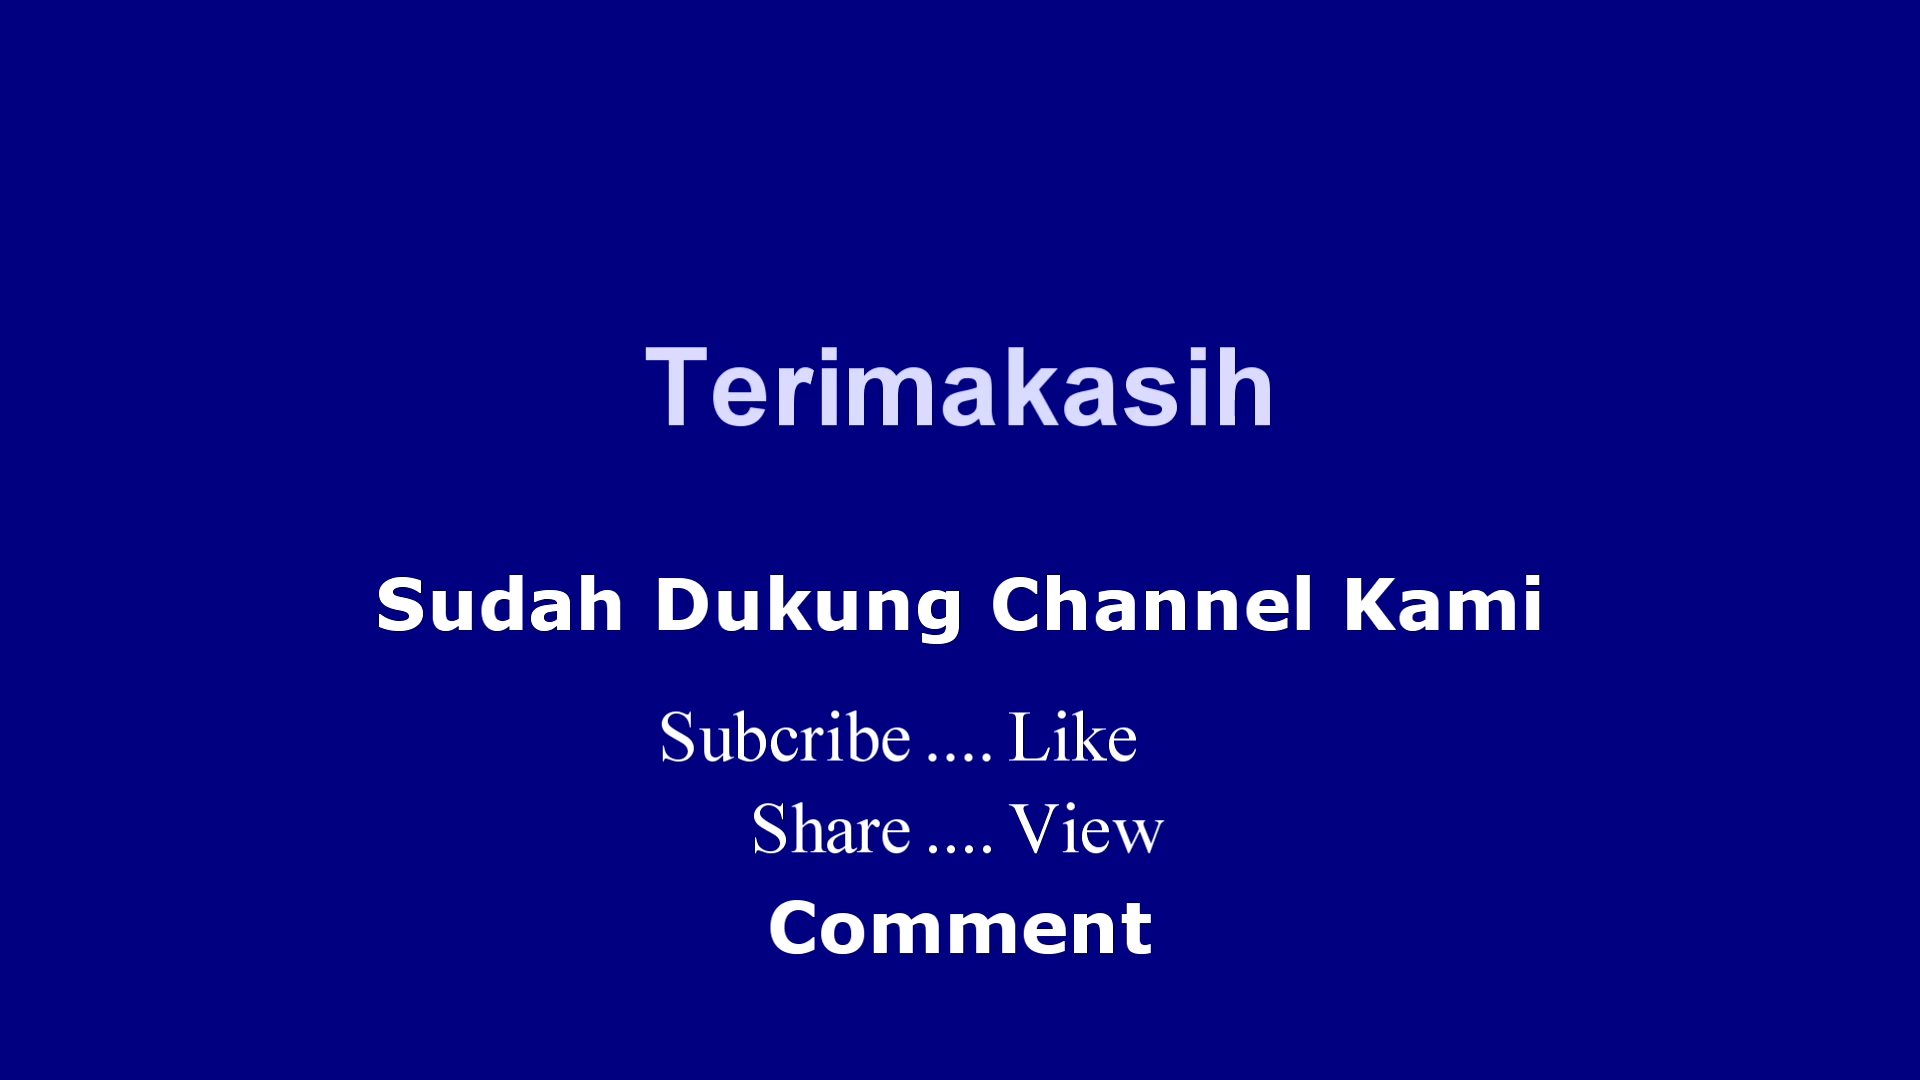 Terimakasih
Sudah Dukung Channel Kami
Subcribe .... Like
Share .... View
Comment